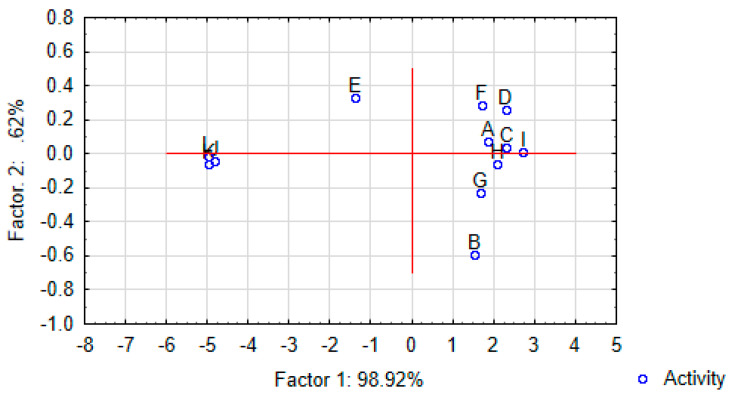 0.8
0.6
0.4
0.2
0.0
-0.2
-0.4
-0.6
-0.8
-1.0
Factor. 2: .62%
E
F D
A C I
H
L
K J
G
B
-8 -7 -6 -5 -4 -3 -2 -1 0 1 2 3 4 5
Factor 1: 98.92%
Activity